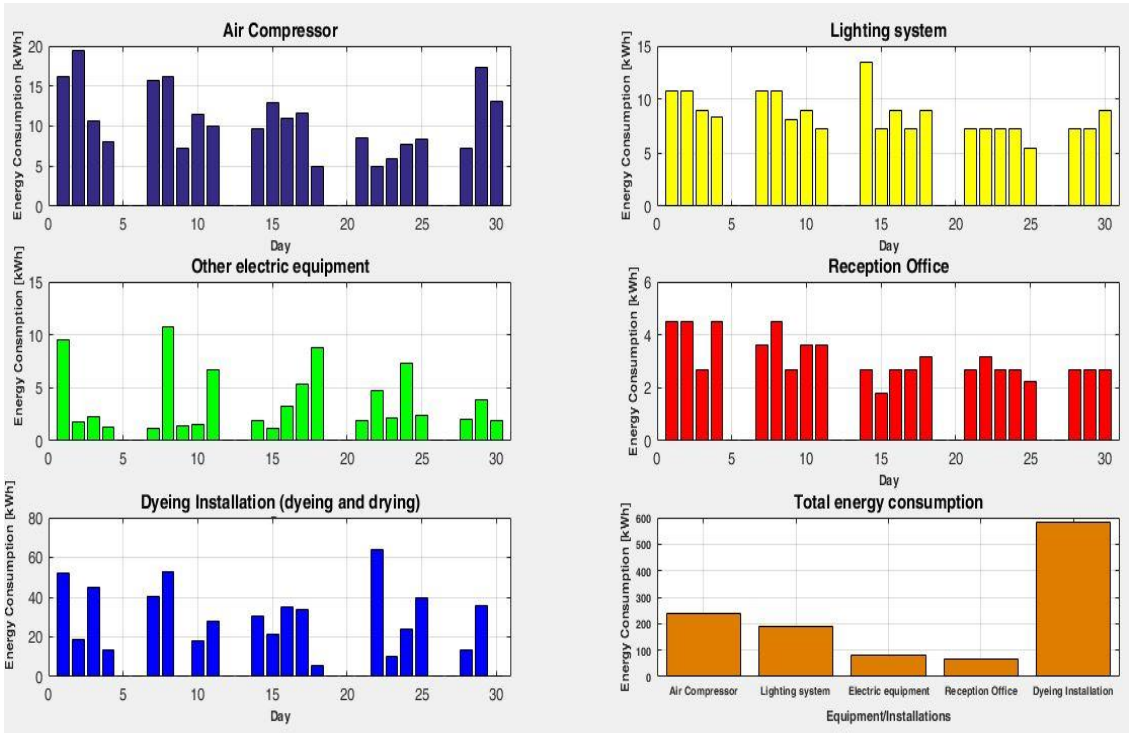 Air Compressor
Energy Consumption [kWh]
20
15
10
5
0
0 5 10 15 20 25 30
Day
Lighting system
Energy Consumption [kWh]
15
10
5
0
0 5 10 15 20 25 30
Day
Other electric equipment
Energy Consmption [kWh]
15
10
5
0
0 5 10 15 20 25 30
Reception Office
Energy Consumption [kWh]
6
4
2
0
0 5 10 15 20 25 30
Day
Dyeing Installation (dyeing and drying)
Energy Consumption [kWh]
80
60
40
20
0
0 5 10 15 20 25 30
Day
Total energy consumption
Energy Consumption [kWh]
600
500
400
300
200
100
0
Air Compressor Lighting system Electric equipment Reception Office Dyeing Installation
Equipment/Installations